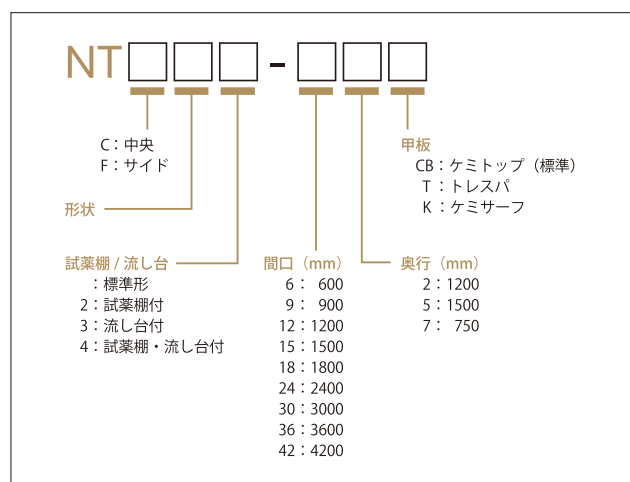 NT□□□-□□□
C：中央
F：サイド
形状
試薬棚 / 流し台
：標準形
2：試薬棚付
3：流し台付
4：試薬棚・流し台付
間口（mm）
6： 600
9： 900
12：1200
15：1500
18：1800
24：2400
30：3000
36：3600
42：4200
奥行（mm）
2：1200
5：1500
7： 750
甲板
CB：ケミトップ（標準）
T：トレスパ
K：ケミサーフ